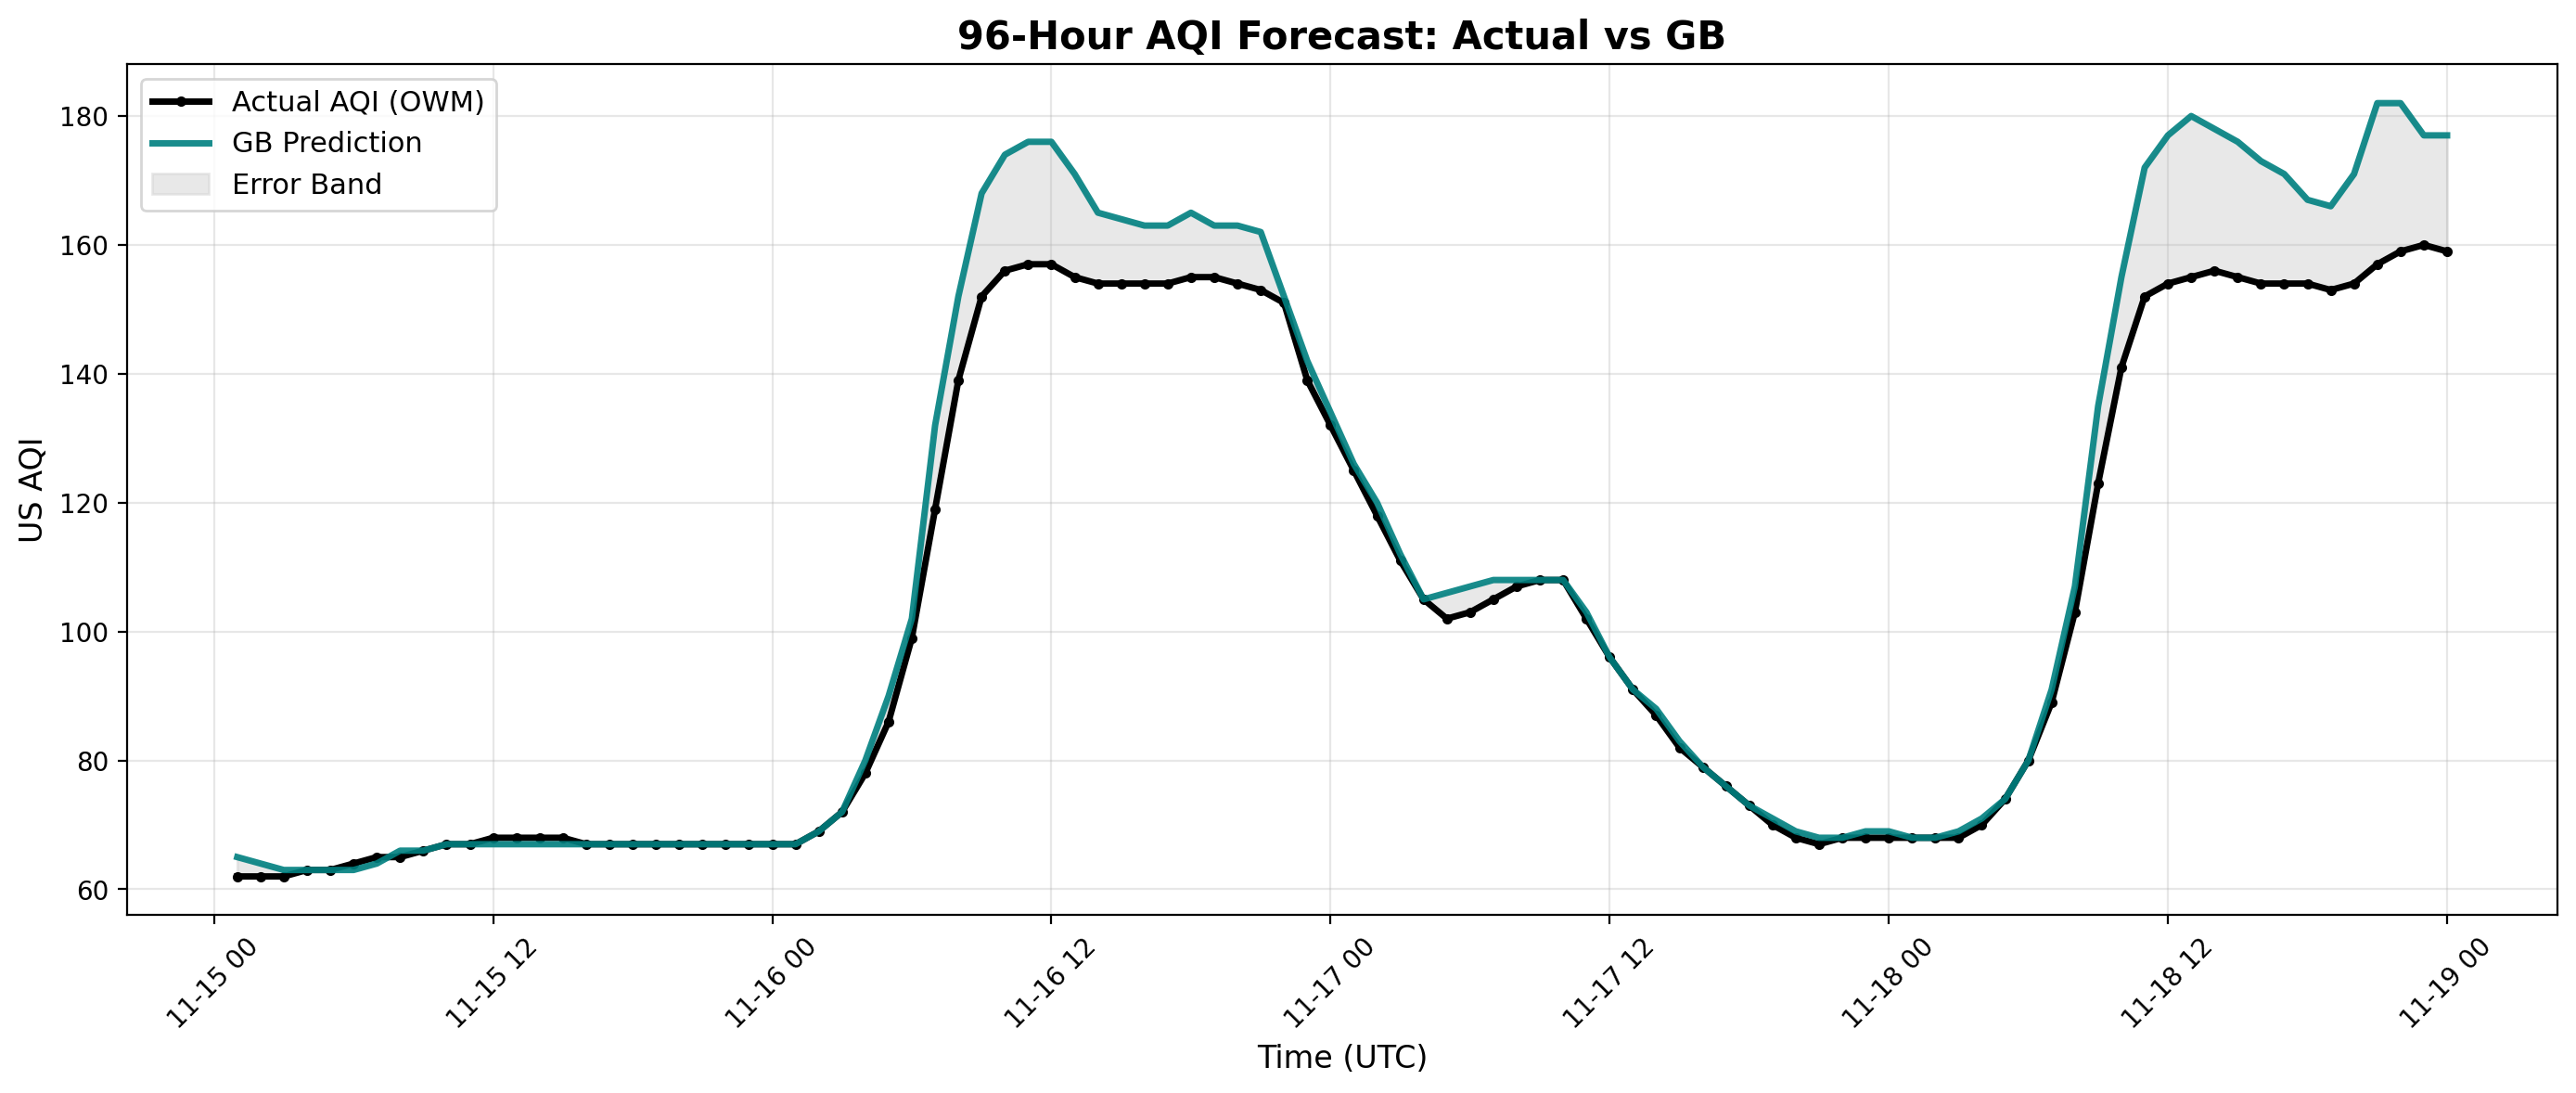 96-Hour AQI Forecast: Actual vs GB
Actual AQI (OWM)
GB Prediction
Error Band
US AQI
180
160
140
120
100
80
60
11-15 00
11-15 12
11-16 00
11-16 12
11-17 00
11-17 12
11-18 00
11-18 12
11-19 00
Time (UTC)